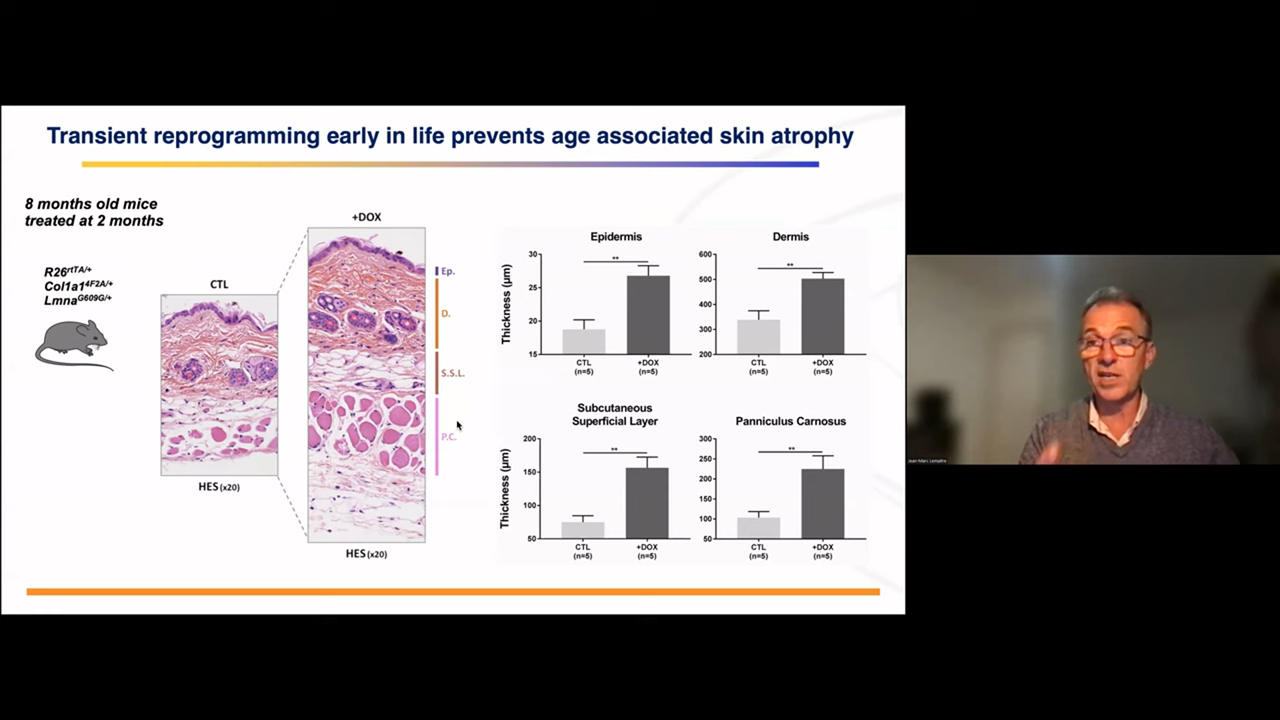 Transient reprogramming early in life prevents age associated skin atrophy
8 months old mice
treated at 2 months
R26rtTA/+
Col1a14F2A/+
LmnaG609G/+
CTL
HES (x20)
+DOX
HES (x20)
Ep.
D.
S.S.L.
P.C.
Epidermis
Thickness (µm)
30
25
20
15
**
CTL
(n=5)
+DOX
(n=5)
Dermis
600
500
400
300
200
**
CTL
(n=5)
+DOX
(n=5)
Subcutaneous
Superficial Layer
Thickness (µm)
200
150
100
50
**
CTL
(n=5)
+DOX
(n=5)
Panniculus Carnosus
300
250
200
150
100
50
**
CTL
(n=5)
+DOX
(n=5)
Jean-Marc Lemaitre